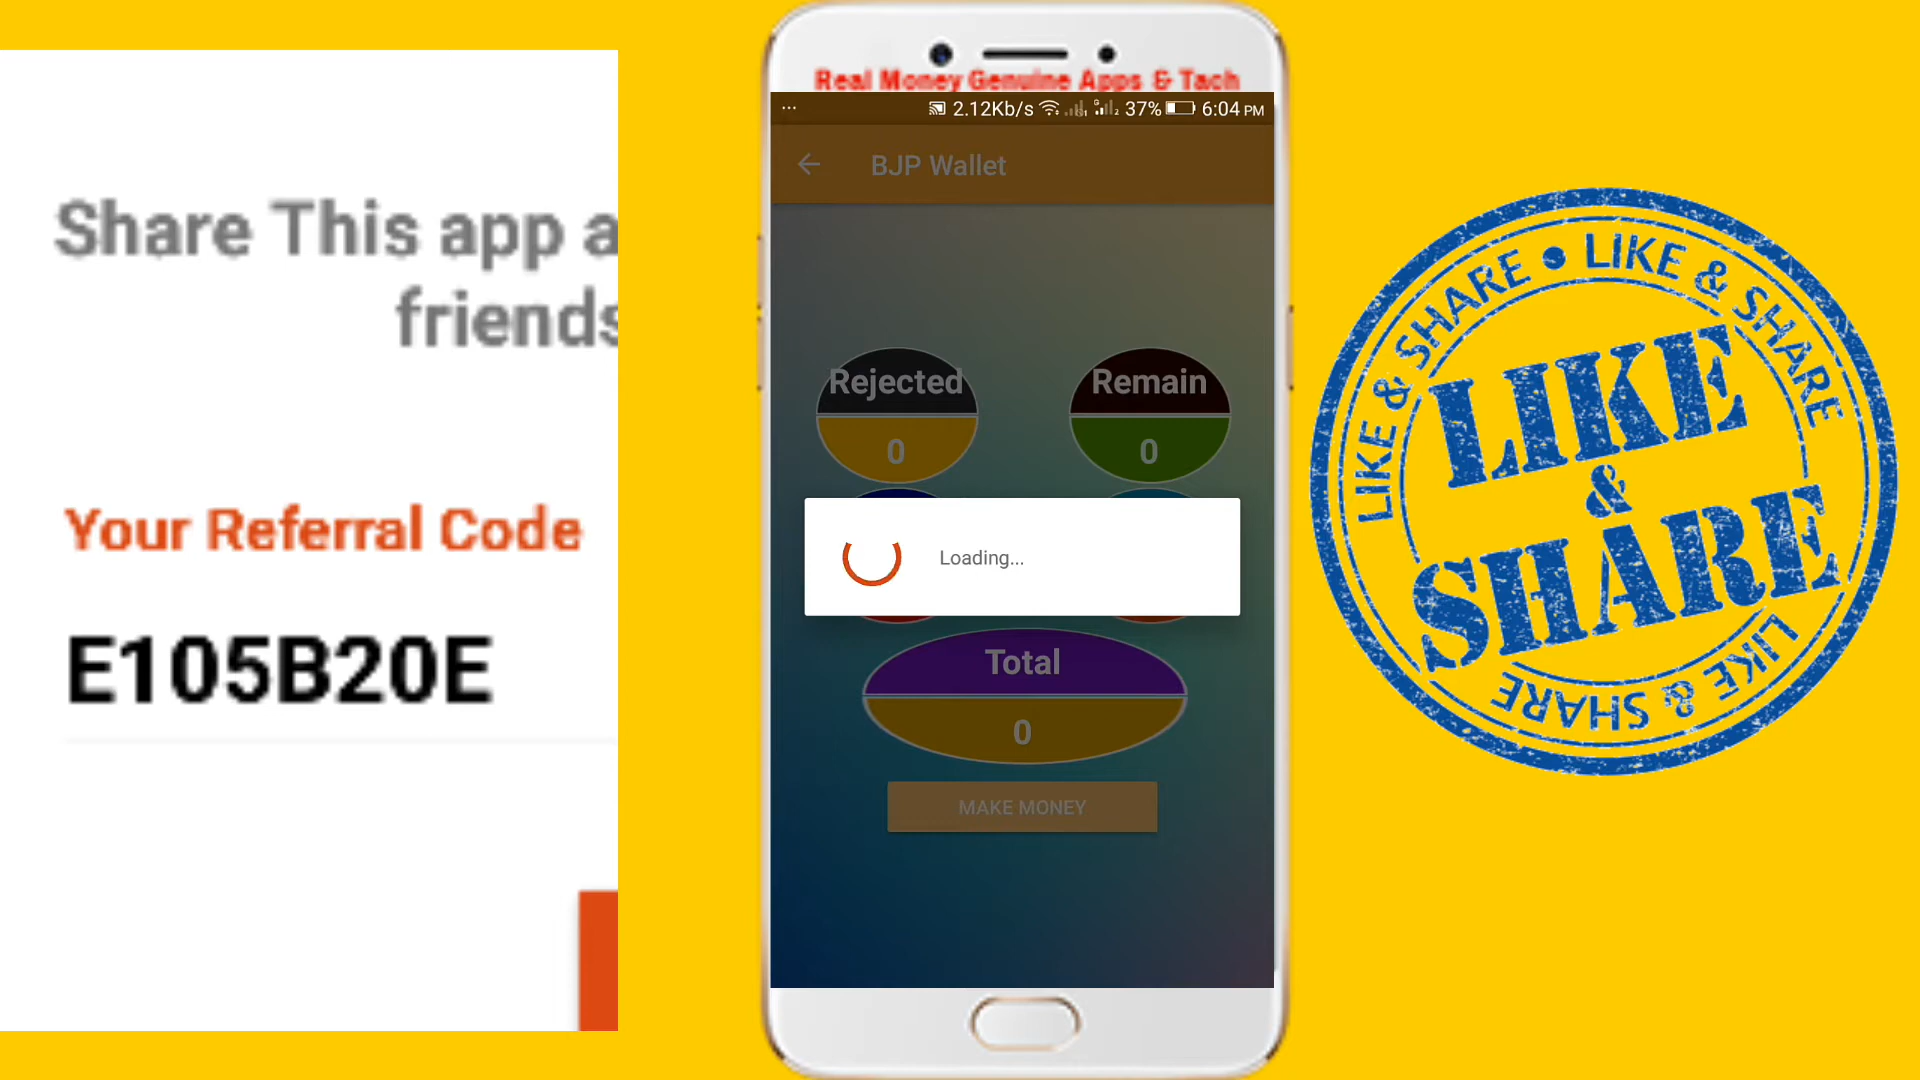 Share This app a
friends
Your Referral Code
E105B20E
Real Money Genuine Apps & Tach
... 2.12Kb/s 37% 6:04 PM
BJP Wallet
Rejected
0
Remain
0
Loading...
Total
0
MAKE MONEY
LIKE & SHARE • LIKE & SHARE
LIKE
&
SHARE
LIKE & SHARE